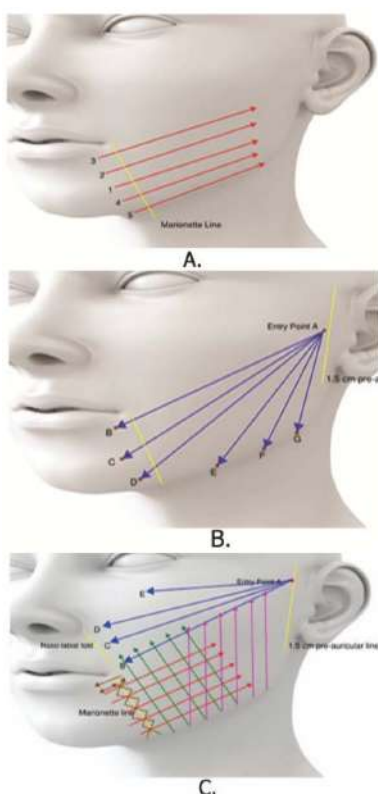 3
2
1
4
5
Marionette Line
A.
Entry Point A
1.5 cm pre-a
B
C
D
E
F
G
B.
Entry Point A
E
D
Naso labial fold
C
1.5 cm pre-auricular line
B
Marionette line
C.